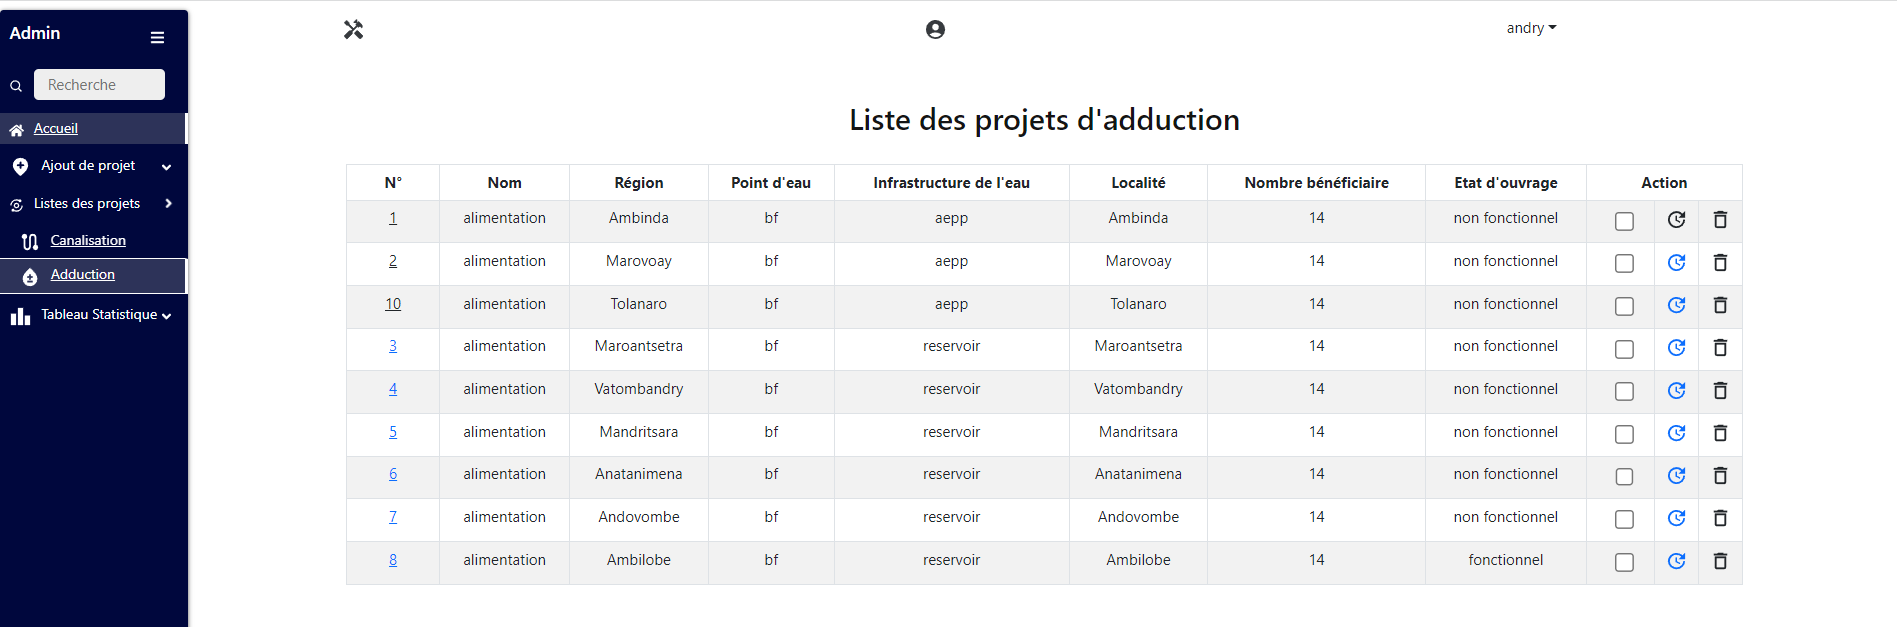 Admin
andry
Recherche
Accueil
Ajout de projet
Listes des projets
Canalisation
Adduction
Tableau Statistique
Liste des projets d'adduction
N° Nom Région Point d'eau Infrastructure de l'eau Localité Nombre bénéficiaire Etat d'ouvrage Action
1 alimentation Ambinda bf aepp Ambinda 14 non fonctionnel
2 alimentation Marovoay bf aepp Marovoay 14 non fonctionnel
10 alimentation Tolanaro bf aepp Tolanaro 14 non fonctionnel
3 alimentation Maroantsetra bf reservoir Maroantsetra 14 non fonctionnel
4 alimentation Vatombandry bf reservoir Vatombandry 14 non fonctionnel
5 alimentation Mandritsara bf reservoir Mandritsara 14 non fonctionnel
6 alimentation Anatanimena bf reservoir Anatanimena 14 non fonctionnel
7 alimentation Andovombe bf reservoir Andovombe 14 non fonctionnel
8 alimentation Ambilobe bf reservoir Ambilobe 14 fonctionnel